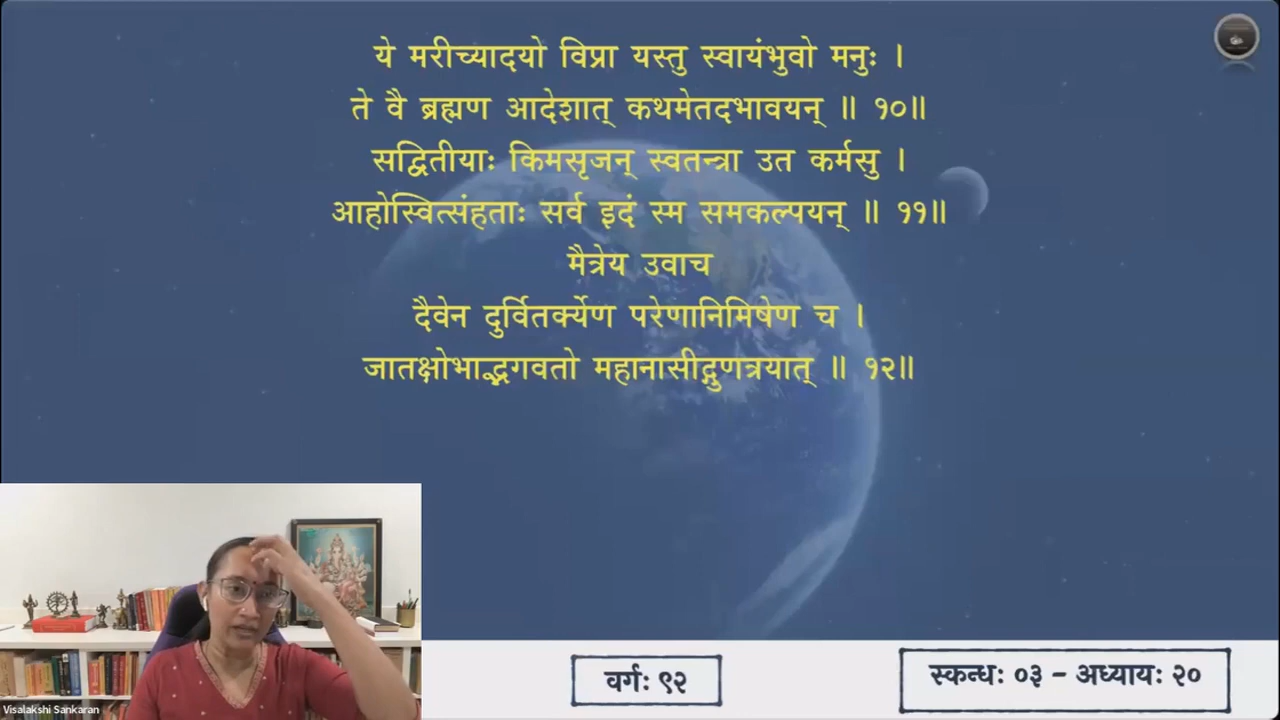 ये मरीच्यादयो विप्रा यस्तु स्वायंभुवो मनुः ।
ते वै ब्रह्मण आदेशात् कथमेतदभावयन् ॥ १०॥
सद्वितीयाः किमसृजन् स्वतन्त्रा उत कर्मसु ।
आहोस्वित्संहताः सर्व इदं स्म समकल्पयन् ॥ ११॥
मैत्रेय उवाच
दैवेन दुर्वितर्क्येण परेणानिमिषेण च ।
जातक्षोभाद्भगवतो महानासीद्गुणत्रयात् ॥ १२॥
वर्गः ९२
स्कन्धः ०३ - अध्यायः २०
Visalakshi Sankaran